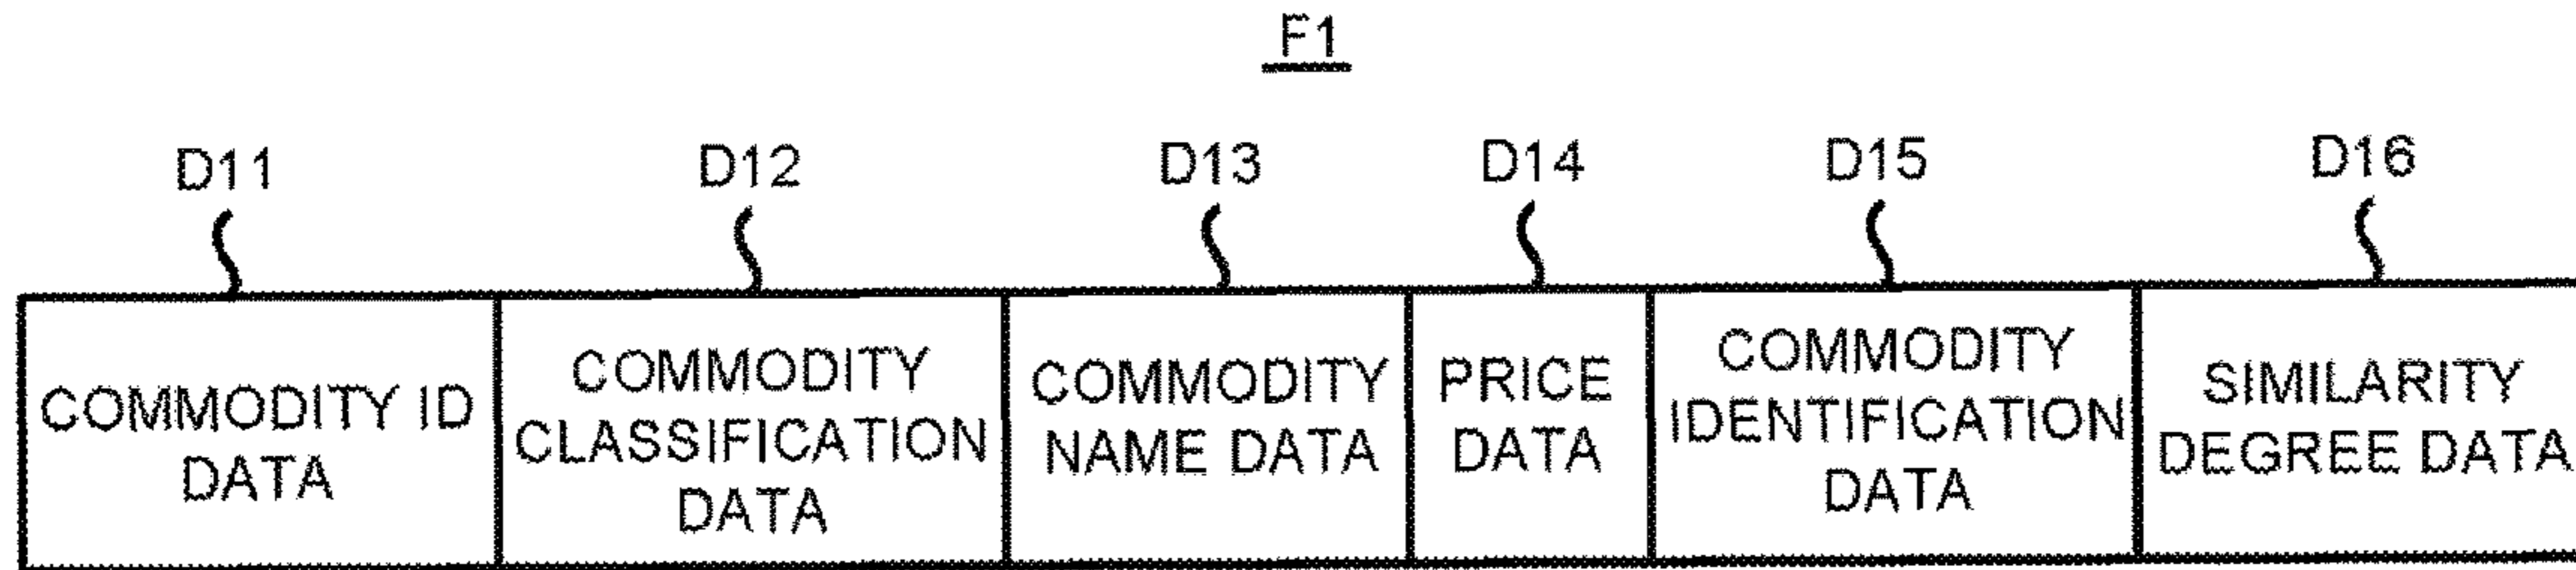 F1
D11 D12 D13 D14 D15 D16
COMMODITY ID
DATA
COMMODITY
CLASSIFICATION
DATA
COMMODITY
NAME DATA
PRICE
DATA
COMMODITY
IDENTIFICATION
DATA
SIMILARITY
DEGREE DATA